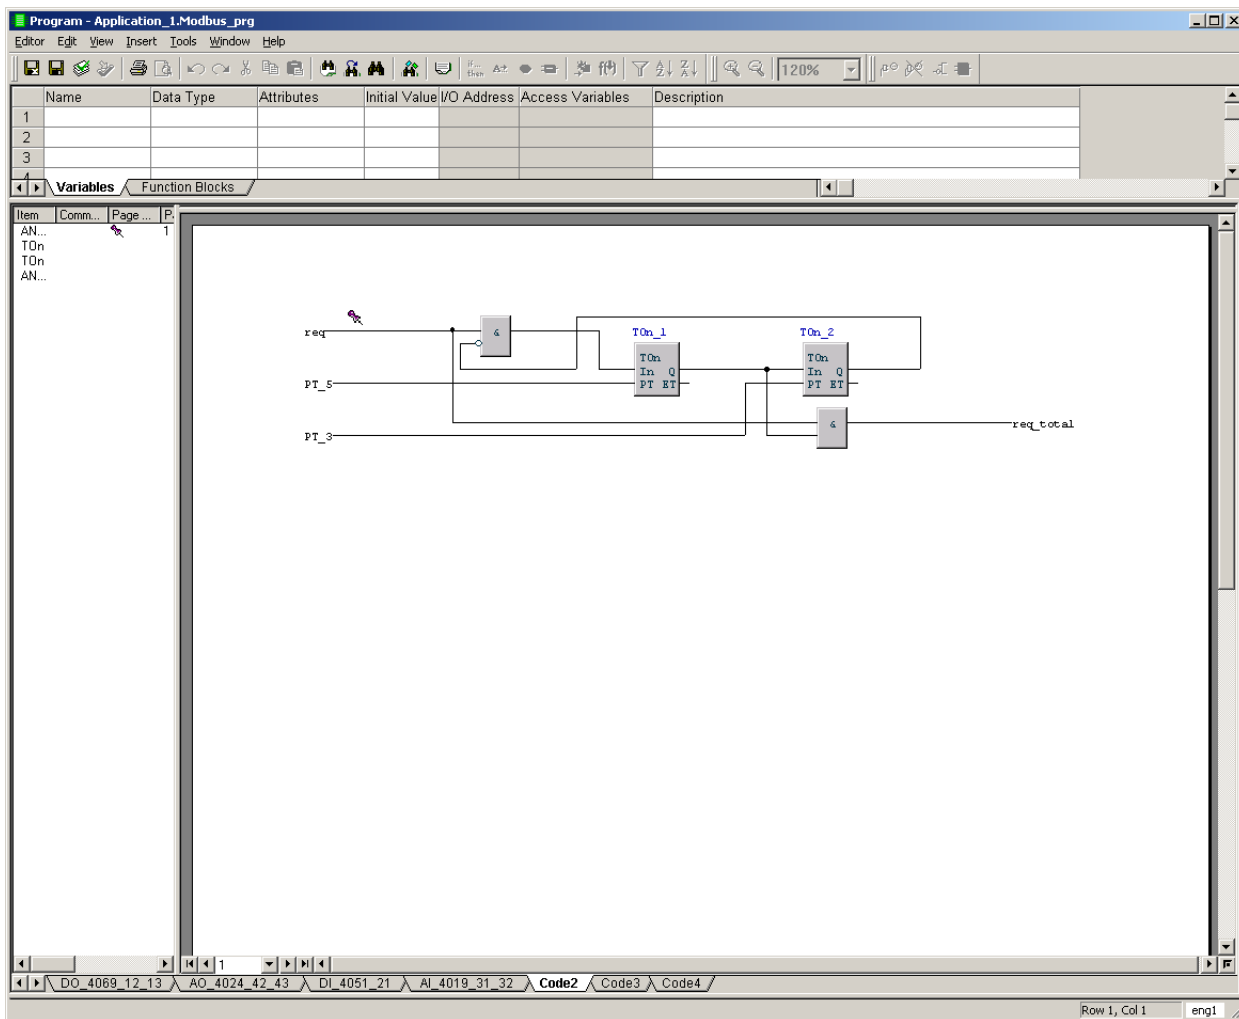 Program - Application_1.Modbus_prg
Editor Edit View Insert Tools Window Help
120%
Name Data Type Attributes Initial Value I/O Address Access Variables Description
1
2
3
4
Variables Function Blocks
Item Comm... Page ... P.
AN... 1
TOn
TOn
AN...
req & TOn_1 TOn_2
TOn TOn
In Q In Q
PT_5 PT ET PT ET
& req_total
PT_3
1
DO_4069_12_13 AO_4024_42_43 DI_4051_21 AI_4019_31_32 Code2 Code3 Code4
Row 1, Col 1 eng1